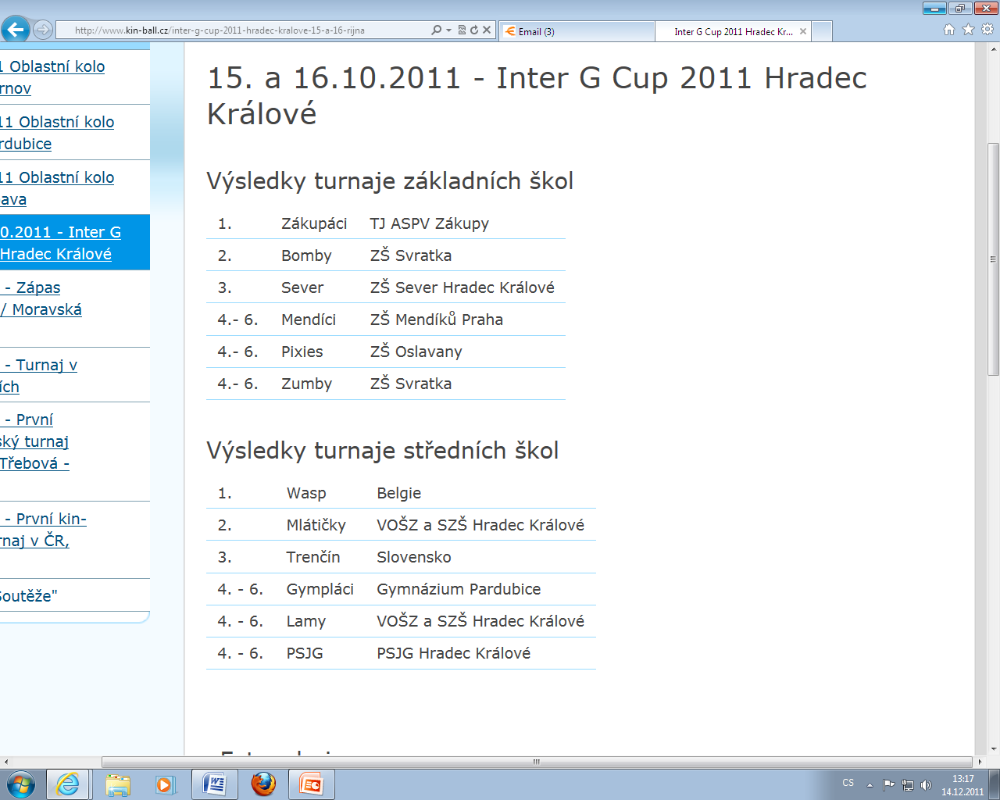 http://www.kin-ball.cz/inter-g-cup-2011-hradec-kralove-15-a-16-rijna
Email (3)
Inter G Cup 2011 Hradec Kr...
1 Oblastní kolo
rnov
11 Oblastní kolo
rdubice
11 Oblastní kolo
ava
0.2011 - Inter G
Hradec Králové
- Zápas
/ Moravská
- Turnaj v
ích
- První
ský turnaj
Třebová -
- První kin-
rnaj v ČR,
Soutěže"
15. a 16.10.2011 - Inter G Cup 2011 Hradec
Králové
Výsledky turnaje základních škol
1. Zákupáci TJ ASPV Zákupy
2. Bomby ZŠ Svratka
3. Sever ZŠ Sever Hradec Králové
4.- 6. Mendíci ZŠ Mendíků Praha
4.- 6. Pixies ZŠ Oslavany
4.- 6. Zumby ZŠ Svratka
Výsledky turnaje středních škol
1. Wasp Belgie
2. Mlátičky VOŠZ a SZŠ Hradec Králové
3. Trenčín Slovensko
4. - 6. Gympláci Gymnázium Pardubice
4. - 6. Lamy VOŠZ a SZŠ Hradec Králové
4. - 6. PSJG PSJG Hradec Králové
CS
13:17
14.12.2011